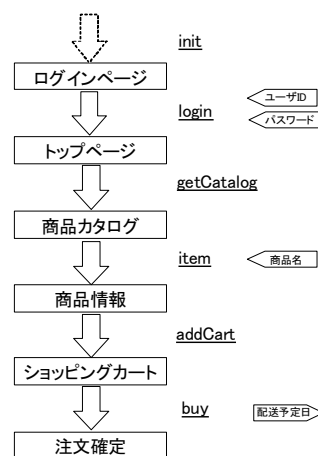 init
ログインページ
ユーザID
login
パスワード
トップページ
getCatalog
商品カタログ
item
商品名
商品情報
addCart
ショッピングカート
buy
配送予定日
注文確定